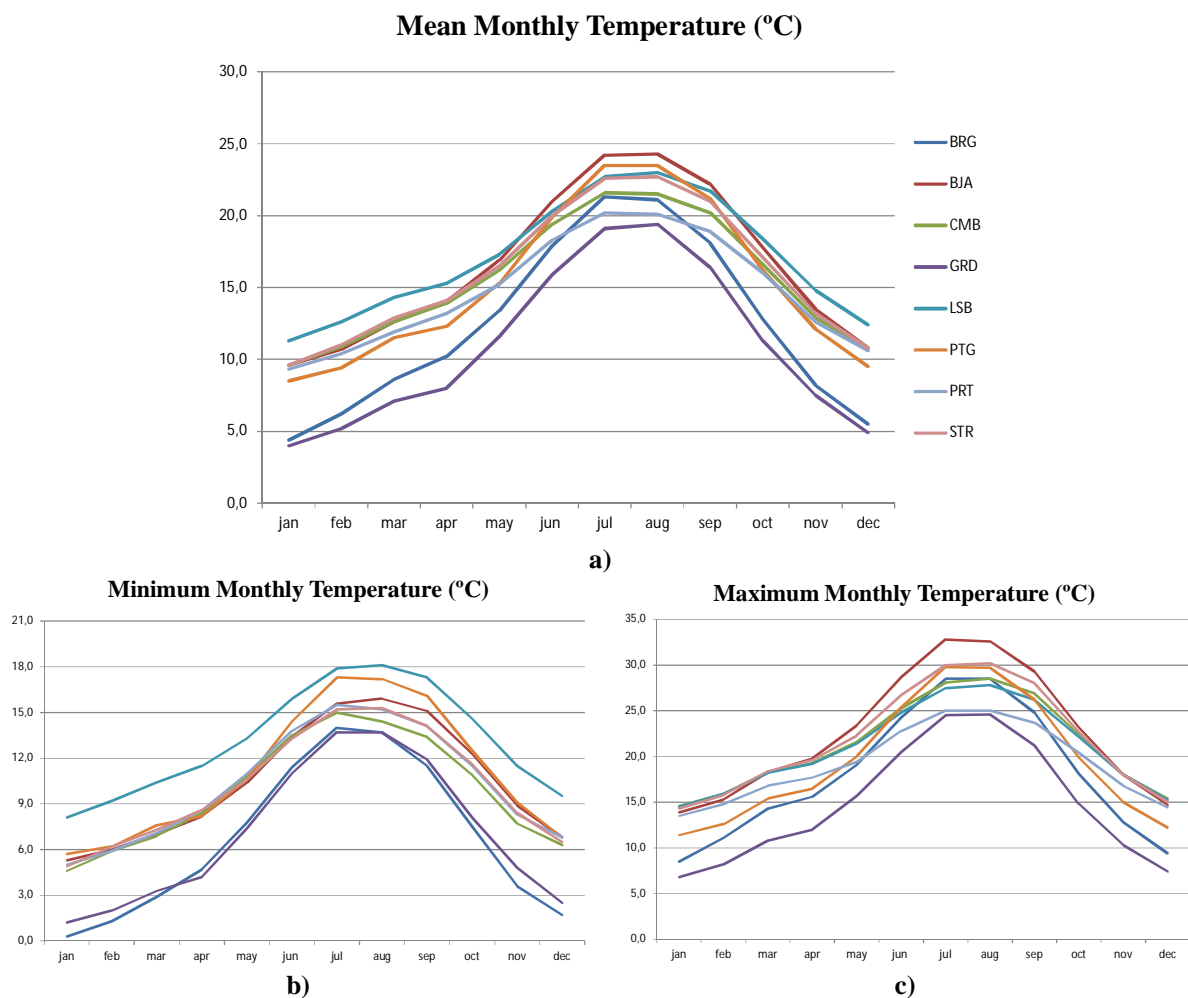 Mean Monthly Temperature (ºC)
30,0
25,0
20,0
15,0
10,0
5,0
0,0
jan feb mar apr may jun jul aug sep oct nov dec
BRG
BJA
CMB
GRD
LSB
PTG
PRT
STR
a)
Minimum Monthly Temperature (ºC)
21,0
18,0
15,0
12,0
9,0
6,0
3,0
0,0
jan feb mar apr may jun jul aug sep oct nov dec
b)
Maximum Monthly Temperature (ºC)
35,0
30,0
25,0
20,0
15,0
10,0
5,0
0,0
jan feb mar apr may jun jul aug sep oct nov dec
c)